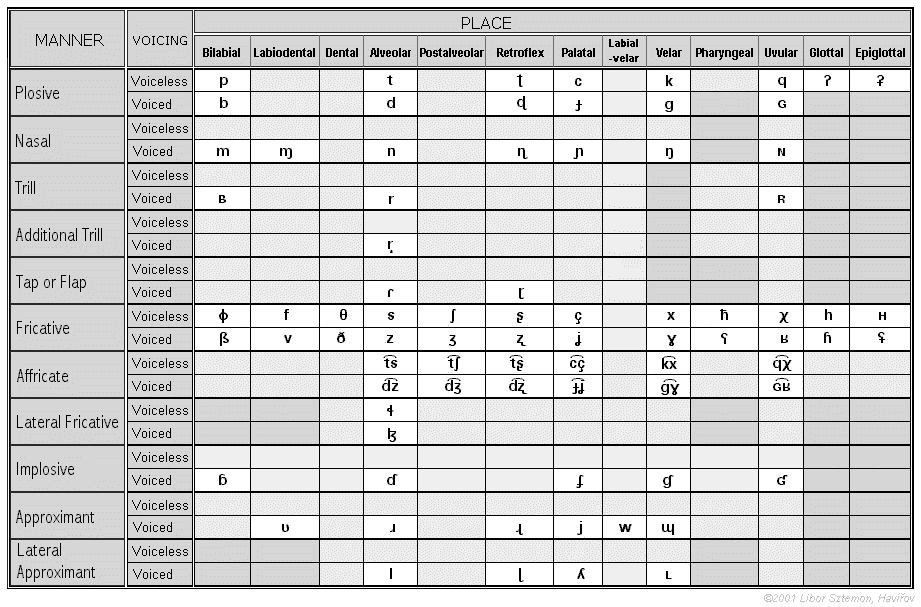 MANNER VOICING PLACE
Bilabial Labiodental Dental Alveolar Postalveolar Retroflex Palatal Labial-velar Velar Pharyngeal Uvular Glottal Epiglottal
Plosive Voiceless p t ʈ c k q ʔ ʡ
Voiced b d ɖ ɟ ɡ ɢ
Nasal Voiceless
Voiced m ɱ n ɳ ɲ ŋ ɴ
Trill Voiceless
Voiced ʙ r ʀ
Additional Trill Voiceless
Voiced r̝
Tap or Flap Voiceless
Voiced ɾ ɽ
Fricative Voiceless ɸ f θ s ʃ ʂ ç x ħ χ h ʜ
Voiced β v ð z ʒ ʐ ʝ ɣ ʕ ʁ ɦ ʢ
Affricate Voiceless t͡s t͡ʃ t͡ʂ c͡ç k͡x q͡χ
Voiced d͡z d͡ʒ d͡ʐ ɟ͡ʝ ɡ͡ɣ ɢ͡ʁ
Lateral Fricative Voiceless ɬ
Voiced ɮ
Implosive Voiceless
Voiced ɓ ɗ ʄ ɠ ʛ
Approximant Voiceless
Voiced ʋ ɹ ɻ j w ɰ
Lateral Approximant Voiceless
Voiced l ɭ ʎ ʟ
©2001 Libor Sztemon, Havířov